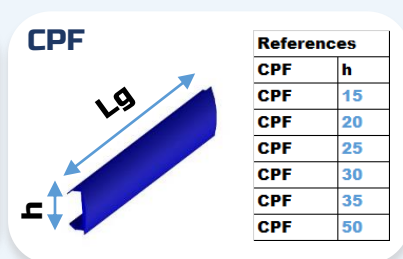 CPF
Lg
h
References
CPF h
CPF 15
CPF 20
CPF 25
CPF 30
CPF 35
CPF 50